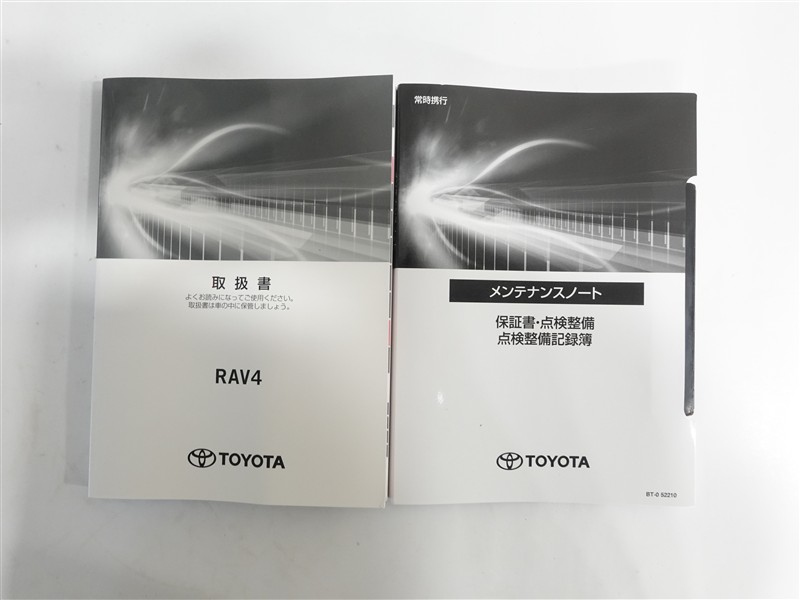 取扱書
よくお読みになってご使用ください。
取扱書は車の中に保管しましょう。
RAV4
TOYOTA
常時携行
メンテナンスノート
保証書・点検整備
点検整備記録簿
TOYOTA
BT-0 52210